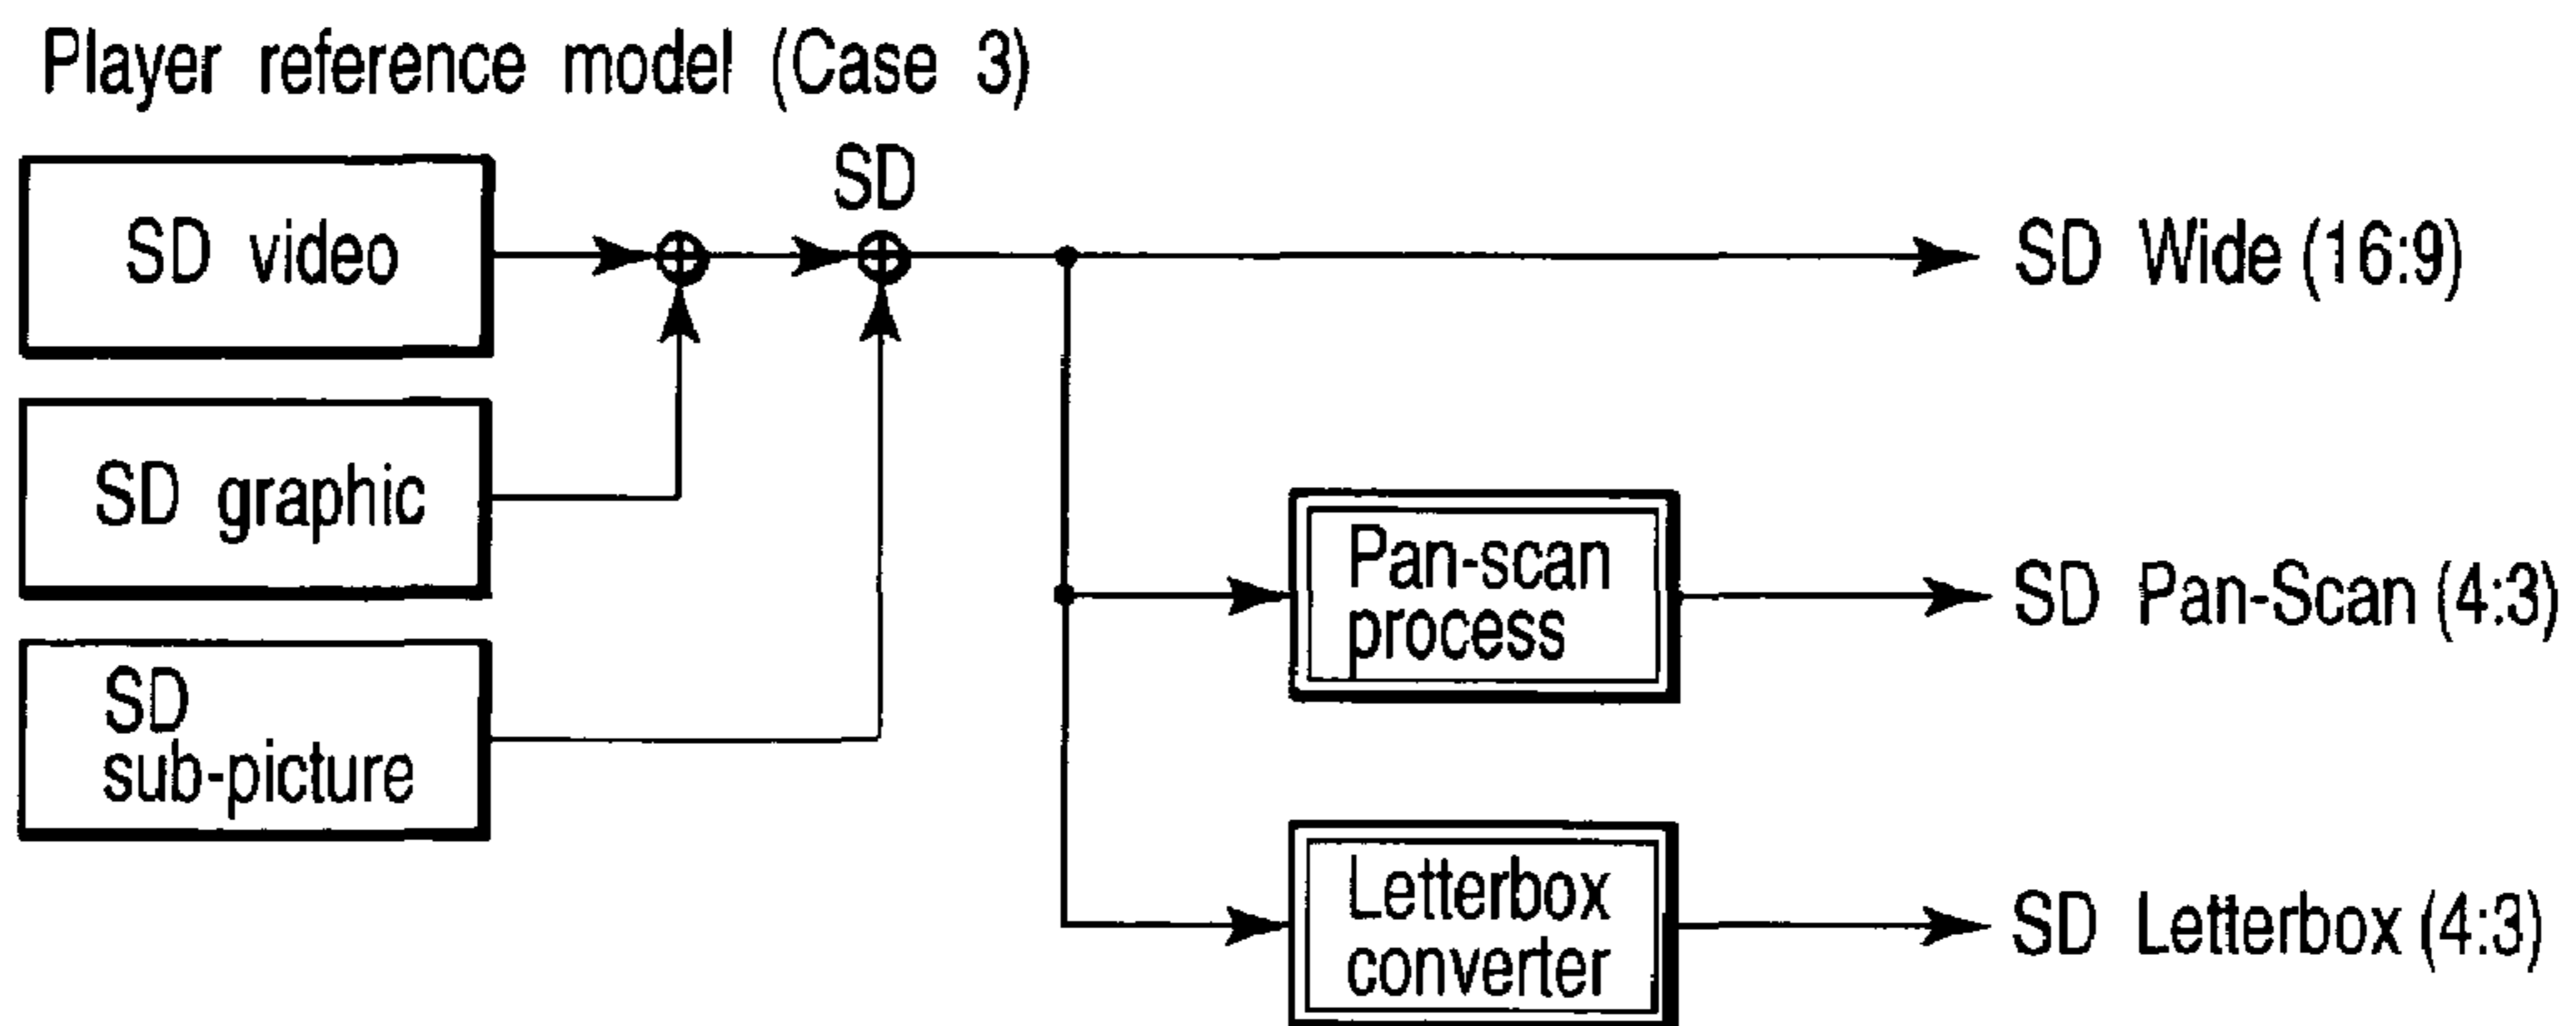 Player reference model (Case 3)
SD
SD video
SD Wide (16:9)
SD graphic
Pan-scan
process
SD Pan-Scan (4:3)
SD
sub-picture
Letterbox
converter
SD Letterbox (4:3)